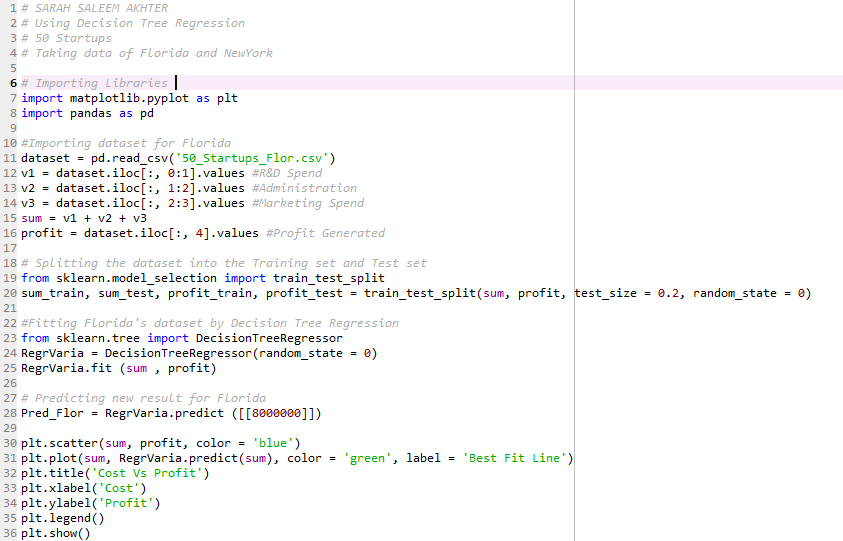 1 # SARAH SALEEM AKHTER
2 # Using Decision Tree Regression
3 # 50 Startups
4 # Taking data of Florida and NewYork
5
6 # Importing Libraries
7 import matplotlib.pyplot as plt
8 import pandas as pd
9
10 #Importing dataset for Florida
11 dataset = pd.read_csv('50_Startups_Flor.csv')
12 v1 = dataset.iloc[:, 0:1].values #R&D Spend
13 v2 = dataset.iloc[:, 1:2].values #Administration
14 v3 = dataset.iloc[:, 2:3].values #Marketing Spend
15 sum = v1 + v2 + v3
16 profit = dataset.iloc[:, 4].values #Profit Generated
17
18 # Splitting the dataset into the Training set and Test set
19 from sklearn.model_selection import train_test_split
20 sum_train, sum_test, profit_train, profit_test = train_test_split(sum, profit, test_size = 0.2, random_state = 0)
21
22 #Fitting Florida's dataset by Decision Tree Regression
23 from sklearn.tree import DecisionTreeRegressor
24 RegrVaria = DecisionTreeRegressor(random_state = 0)
25 RegrVaria.fit (sum , profit)
26
27 # Predicting new result for Florida
28 Pred_Flor = RegrVaria.predict ([[8000000]])
29
30 plt.scatter(sum, profit, color = 'blue')
31 plt.plot(sum, RegrVaria.predict(sum), color = 'green', label = 'Best Fit Line')
32 plt.title('Cost Vs Profit')
33 plt.xlabel('Cost')
34 plt.ylabel('Profit')
35 plt.legend()
36 plt.show()